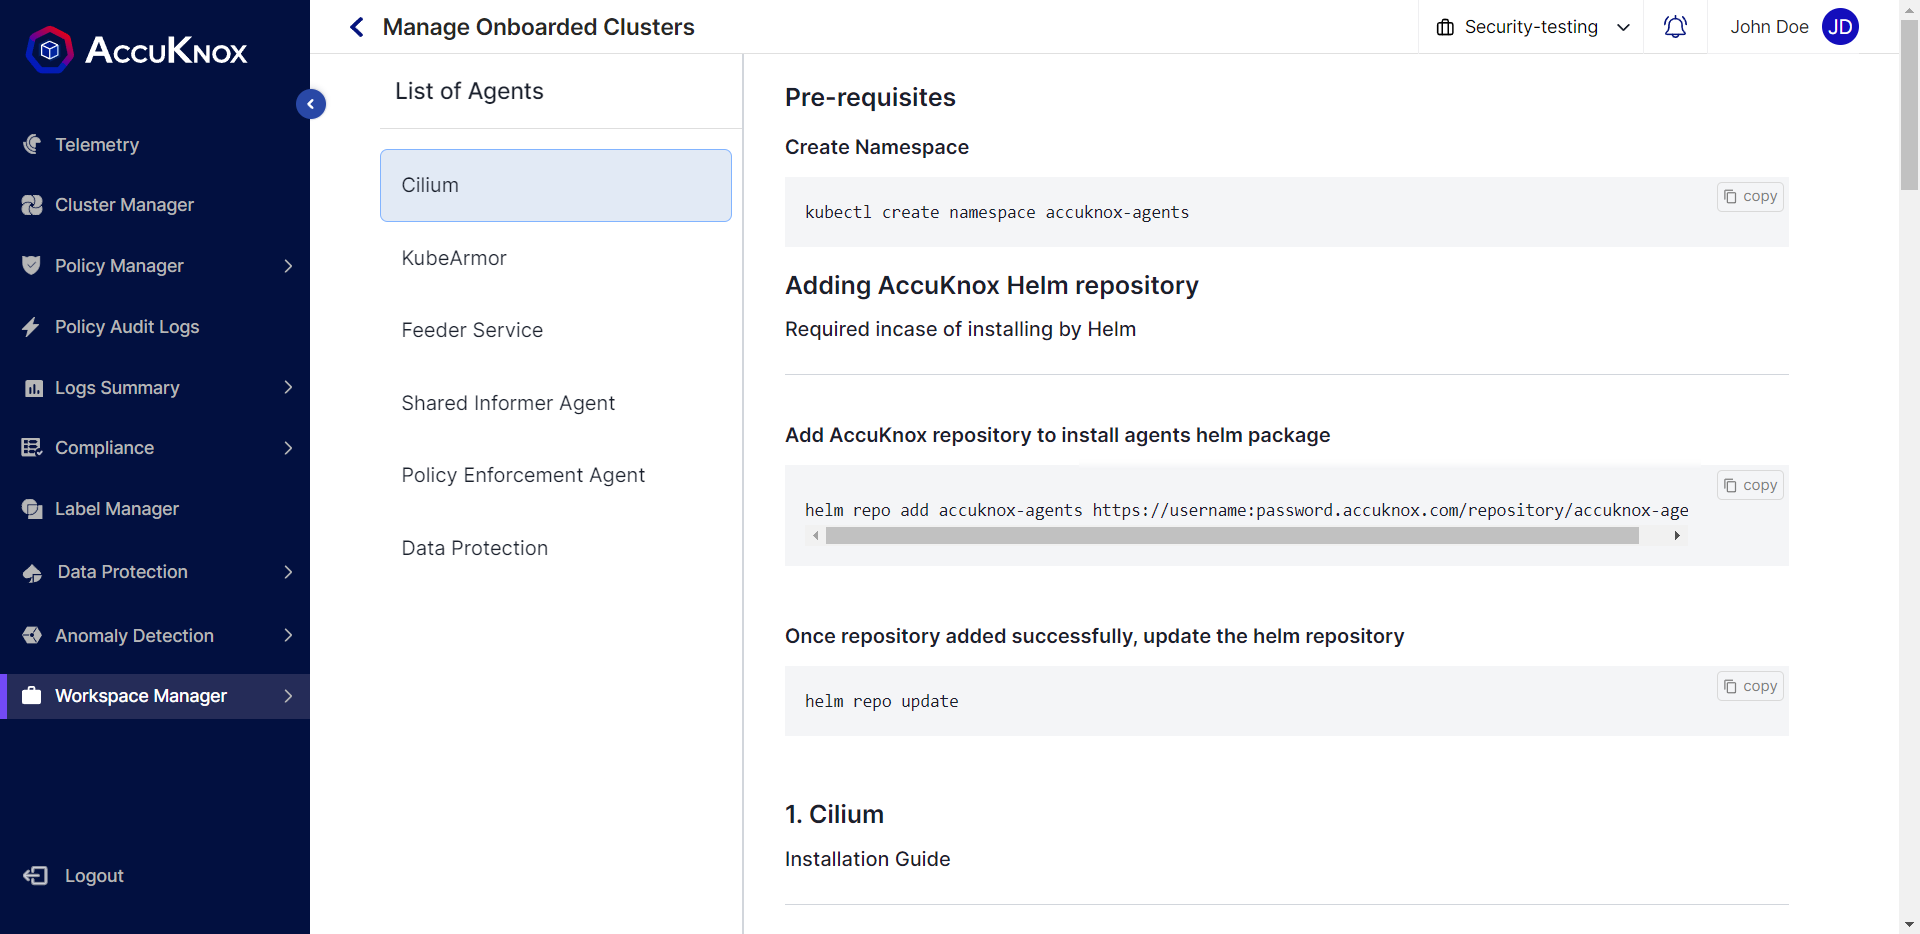 ACCUKNOX
Telemetry
Cluster Manager
Policy Manager
Policy Audit Logs
Logs Summary
Compliance
Label Manager
Data Protection
Anomaly Detection
Workspace Manager
Logout
Manage Onboarded Clusters
Security-testing
John Doe
JD
List of Agents
Cilium
KubeArmor
Feeder Service
Shared Informer Agent
Policy Enforcement Agent
Data Protection
Pre-requisites
Create Namespace
copy
kubectl create namespace accuknox-agents
Adding AccuKnox Helm repository
Required incase of installing by Helm
Add AccuKnox repository to install agents helm package
copy
helm repo add accuknox-agents https://username:password.accuknox.com/repository/accuknox-age
Once repository added successfully, update the helm repository
copy
helm repo update
1. Cilium
Installation Guide